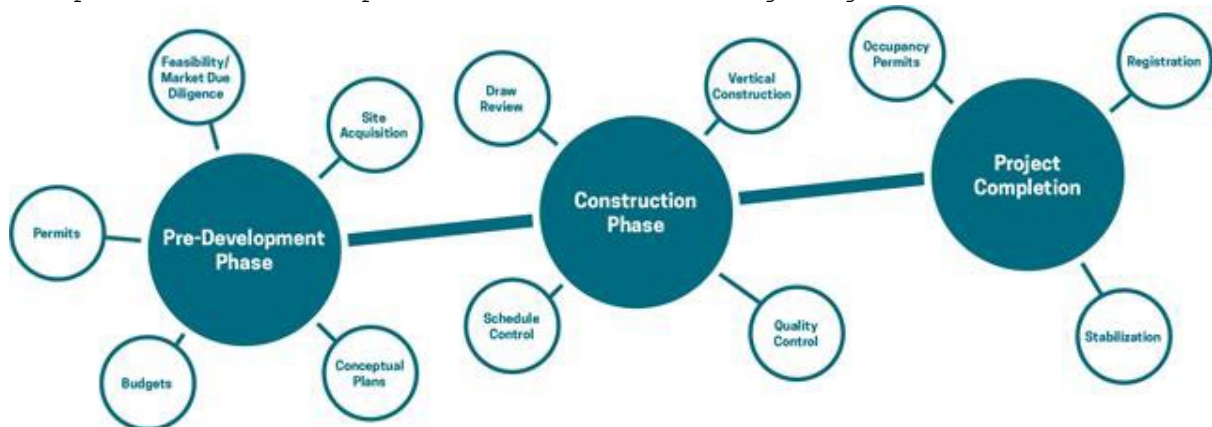 Feasibility/
Market Due
Diligence
Site
Acquisition
Permits
Pre-Development
Phase
Budgets
Conceptual
Plans
Draw
Review
Vertical
Construction
Construction
Phase
Schedule
Control
Quality
Control
Occupancy
Permits
Registration
Project
Completion
Stabilization